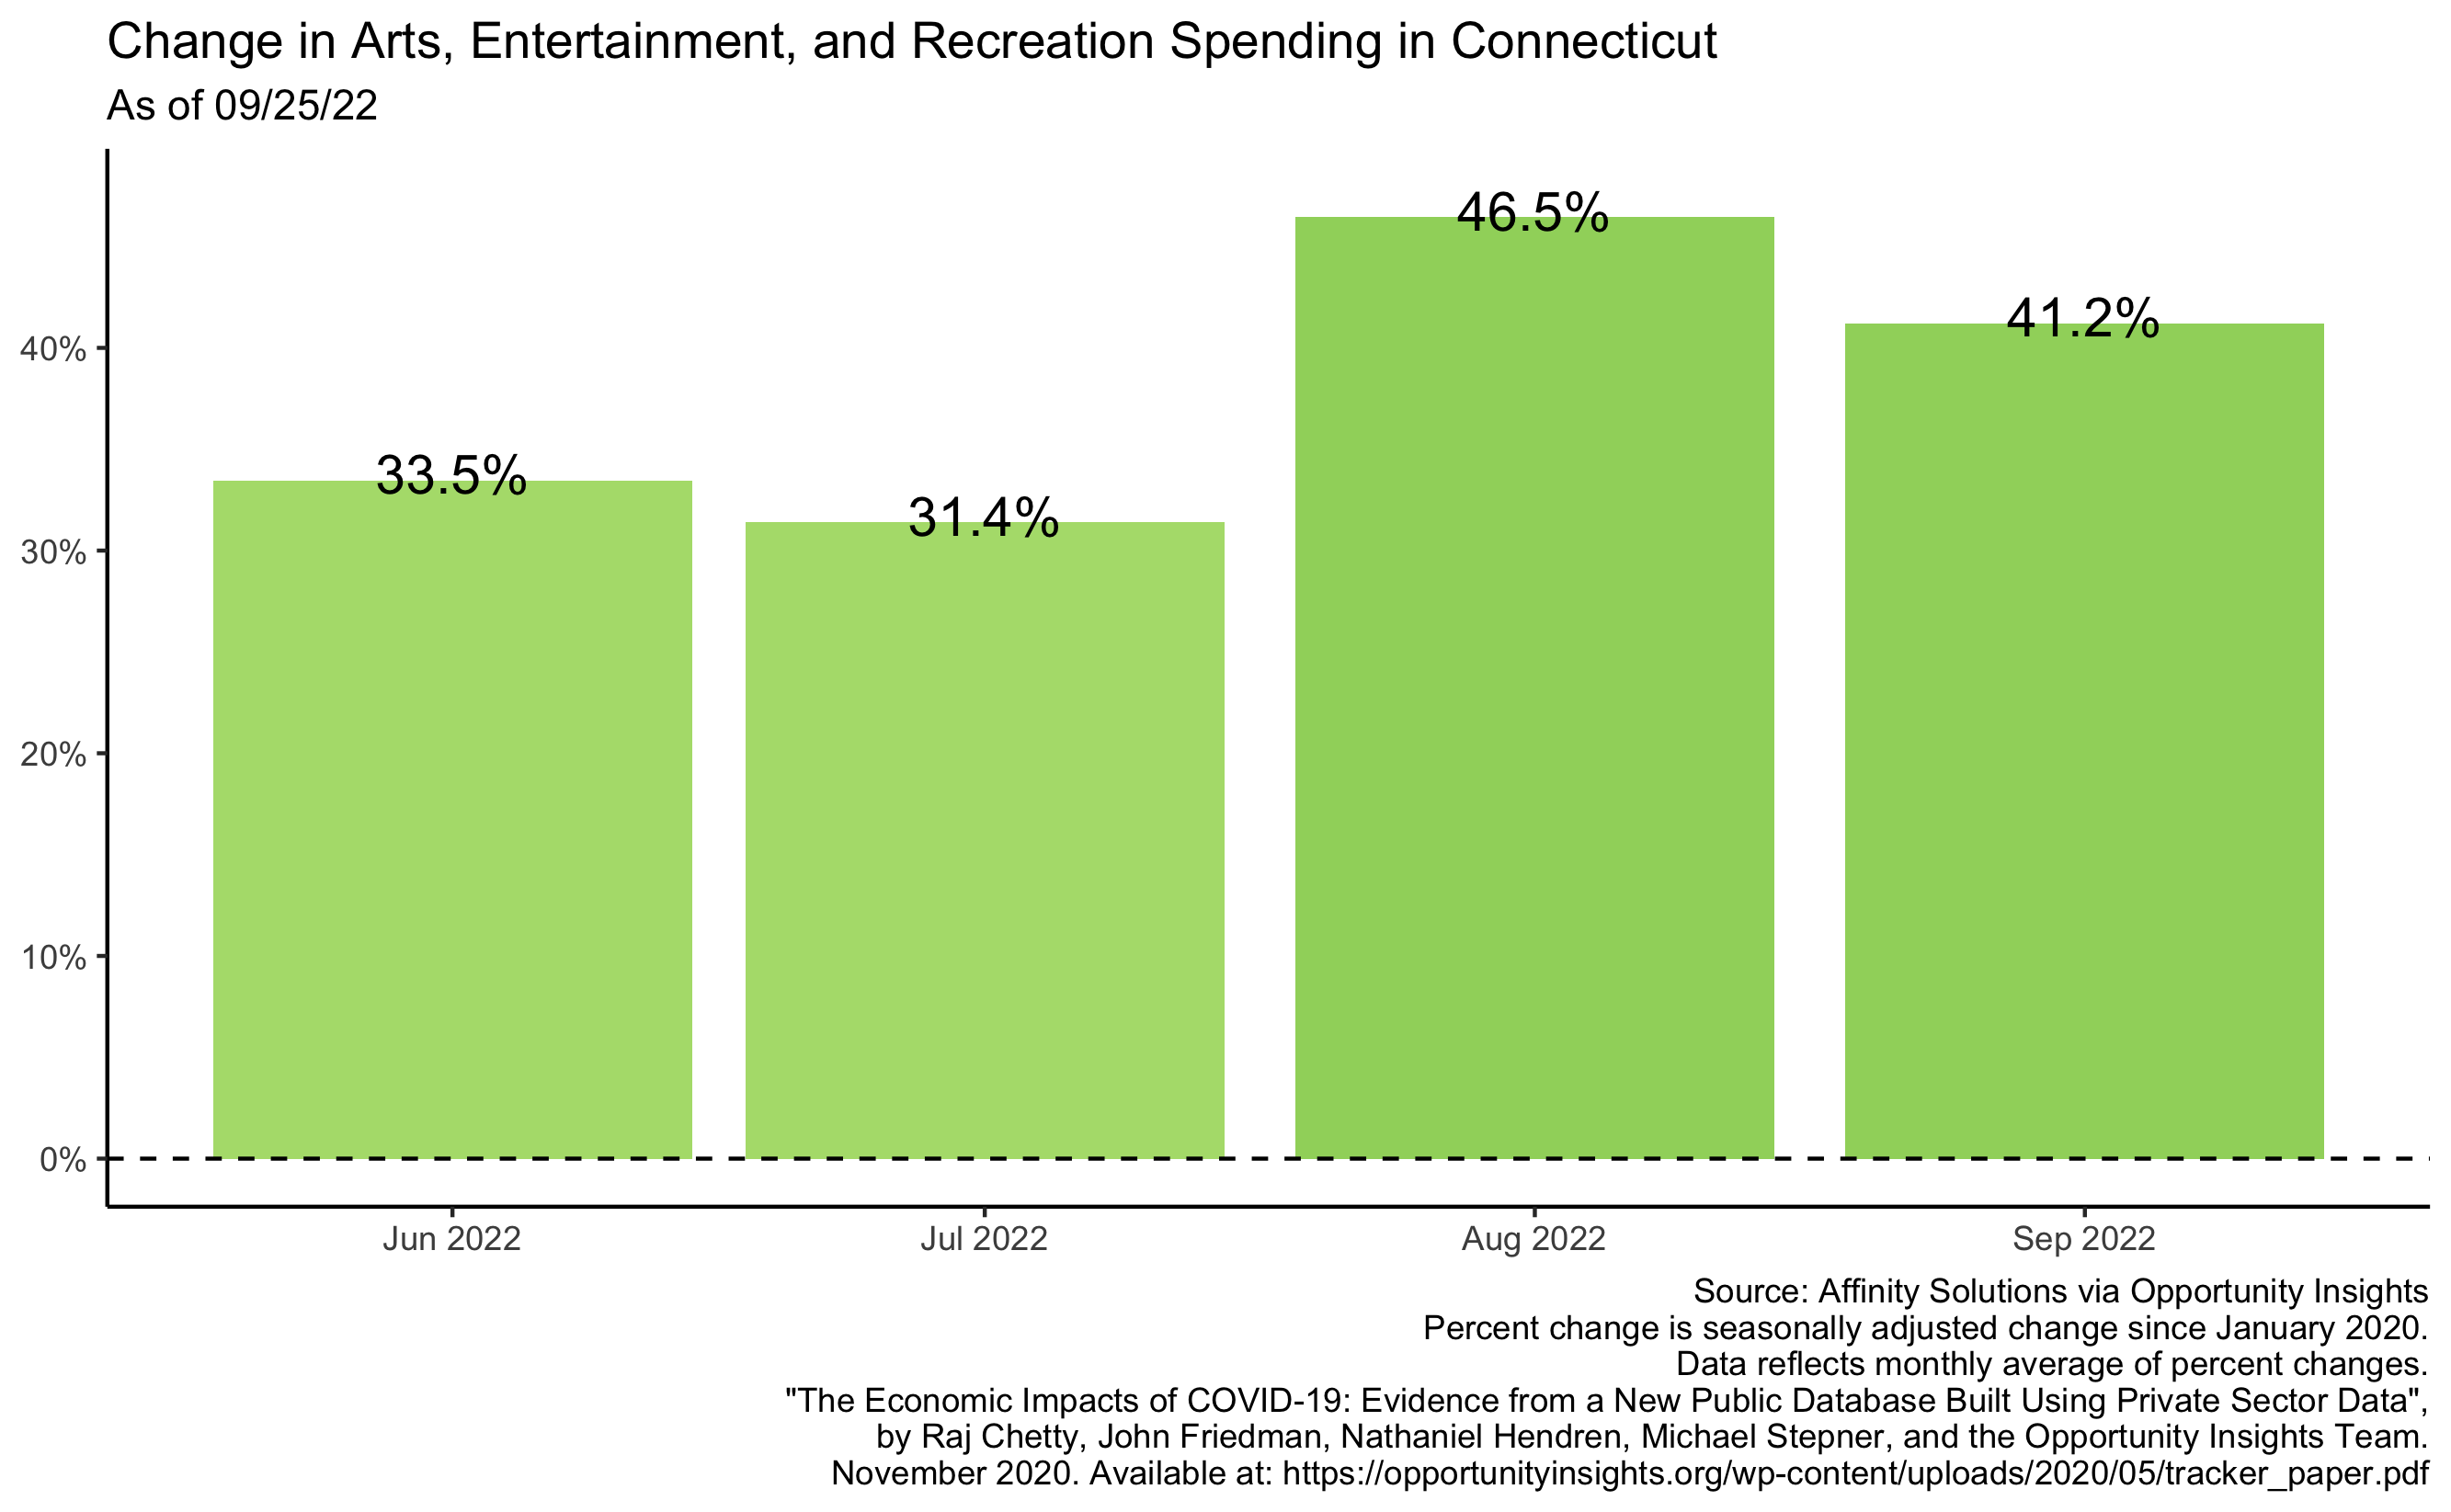 Change in Arts, Entertainment, and Recreation Spending in Connecticut
As of 09/25/22
46.5%
41.2%
40%
33.5%
31.4%
30%
20%
10%
0%
Jun 2022
Jul 2022
Aug 2022
Sep 2022
Source: Affinity Solutions via Opportunity Insights
Percent change is seasonally adjusted change since January 2020.
Data reflects monthly average of percent changes.
"The Economic Impacts of COVID-19: Evidence from a New Public Database Built Using Private Sector Data",
by Raj Chetty, John Friedman, Nathaniel Hendren, Michael Stepner, and the Opportunity Insights Team.
November 2020. Available at: https://opportunityinsights.org/wp-content/uploads/2020/05/tracker_paper.pdf